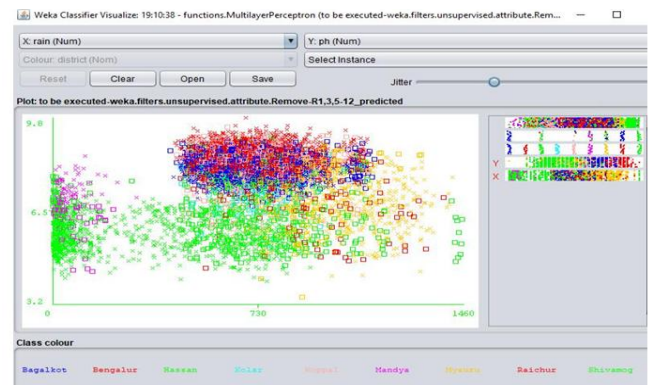 Weka Classifier Visualize: 19:10:38 - functions.MultilayerPerceptron (to be executed-weka.filters.unsupervised.attribute.Rem...
X: rain (Num)
Y: ph (Num)
Colour: district (Nom)
Select Instance
Reset
Clear
Open
Save
Jitter
Plot: to be executed-weka.filters.unsupervised.attribute.Remove-R1,3,5-12_predicted
9.8
6.5
3.2
0
730
1460
Y
X
Class colour
Bagalkot
Bengalur
Hassan
Kolar
Koppal
Mandya
Mysuru
Raichur
Shivamog